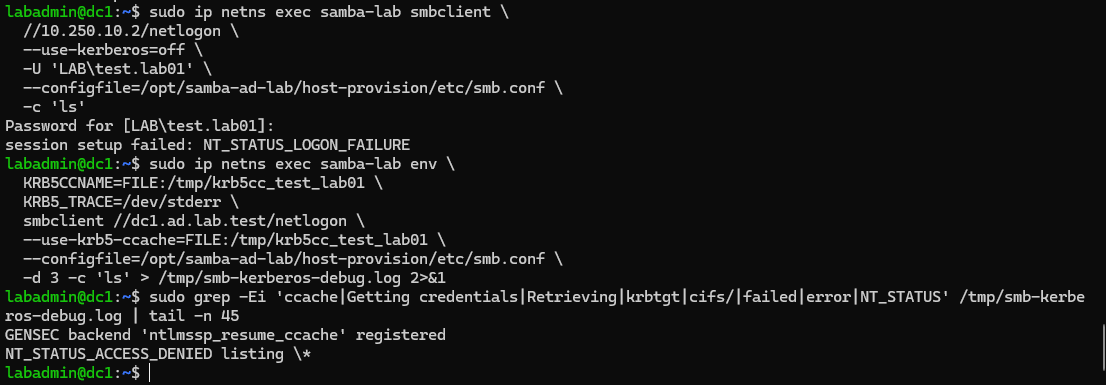 labadmin@dc1:~$ sudo ip netns exec samba-lab smbclient \
  //10.250.10.2/netlogon \
  --use-kerberos=off \
  -U 'LAB\test.lab01' \
  --configfile=/opt/samba-ad-lab/host-provision/etc/smb.conf \
  -c 'ls'
Password for [LAB\test.lab01]:
session setup failed: NT_STATUS_LOGON_FAILURE
labadmin@dc1:~$ sudo ip netns exec samba-lab env \
  KRB5CCNAME=FILE:/tmp/krb5cc_test_lab01 \
  KRB5_TRACE=/dev/stderr \
  smbclient //dc1.ad.lab.test/netlogon \
  --use-krb5-ccache=FILE:/tmp/krb5cc_test_lab01 \
  --configfile=/opt/samba-ad-lab/host-provision/etc/smb.conf \
  -d 3 -c 'ls' > /tmp/smb-kerberos-debug.log 2>&1
labadmin@dc1:~$ sudo grep -Ei 'ccache|Getting credentials|Retrieving|krbtgt|cifs/|failed|error|NT_STATUS' /tmp/smb-kerbe
ros-debug.log | tail -n 45
GENSEC backend 'ntlmssp_resume_ccache' registered
NT_STATUS_ACCESS_DENIED listing \*
labadmin@dc1:~$